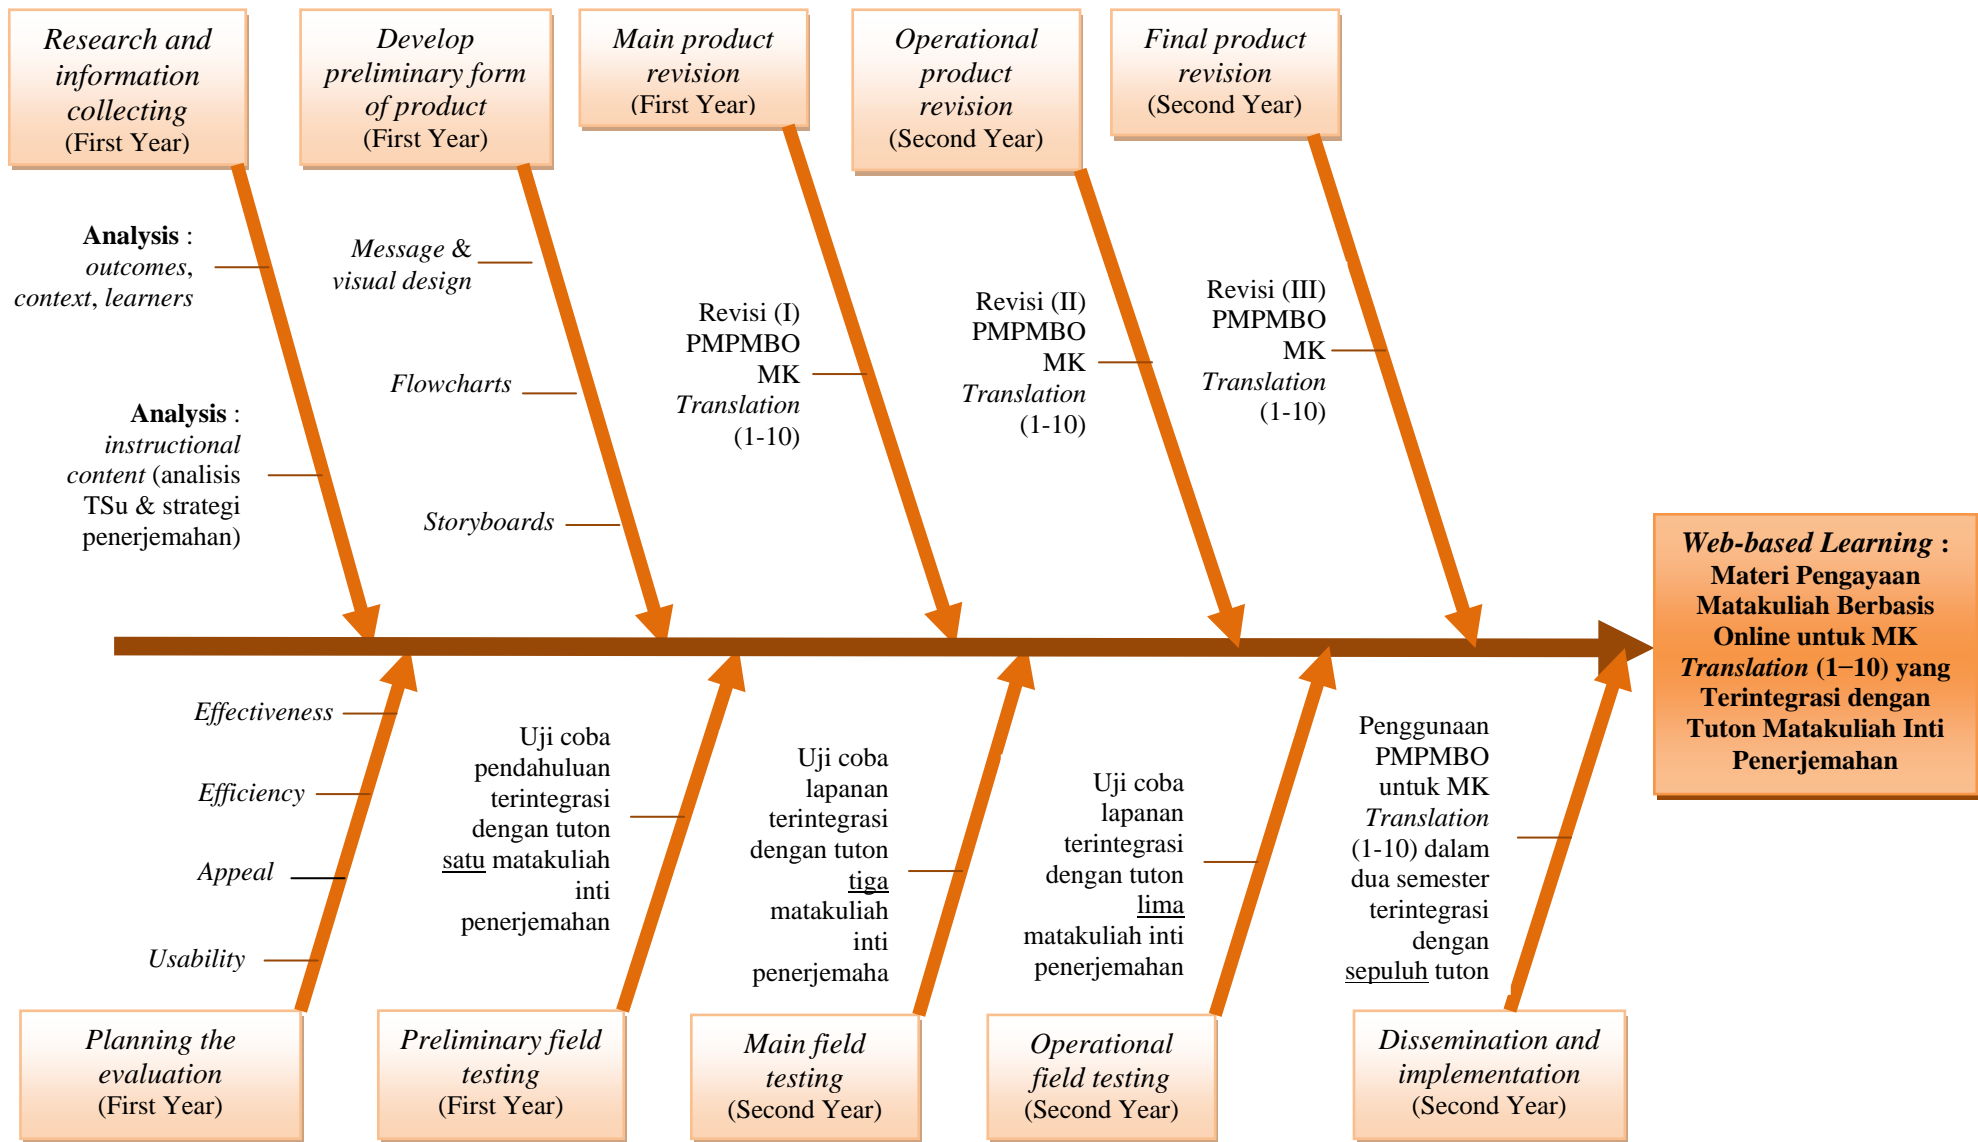 Research and
information
collecting
(First Year)
Develop
preliminary form
of product
(First Year)
Main product
revision
(First Year)
Operational
product
revision
(Second Year)
Final product
revision
(Second Year)
Analysis :
outcomes,
context, learners
Analysis :
instructional
content (analisis
TSu & strategi
penerjemahan)
Message &
visual design
Flowcharts
Storyboards
Revisi (I)
PMPMBO
MK
Translation
(1-10)
Revisi (II)
PMPMBO
MK
Translation
(1-10)
Revisi (III)
PMPMBO
MK
Translation
(1-10)
Web-based Learning :
Materi Pengayaan
Matakuliah Berbasis
Online untuk MK
Translation (1−10) yang
Terintegrasi dengan
Tuton Matakuliah Inti
Penerjemahan
Effectiveness
Efficiency
Appeal
Usability
Uji coba
pendahuluan
terintegrasi
dengan tuton
satu matakuliah
inti
penerjemahan
Uji coba
lapanan
terintegrasi
dengan tuton
tiga
matakuliah
inti
penerjemaha
Uji coba
lapanan
terintegrasi
dengan tuton
lima
matakuliah inti
penerjemahan
Penggunaan
PMPMBO
untuk MK
Translation
(1-10) dalam
dua semester
terintegrasi
dengan
sepuluh tuton
Planning the
evaluation
(First Year)
Preliminary field
testing
(First Year)
Main field
testing
(Second Year)
Operational
field testing
(Second Year)
Dissemination and
implementation
(Second Year)